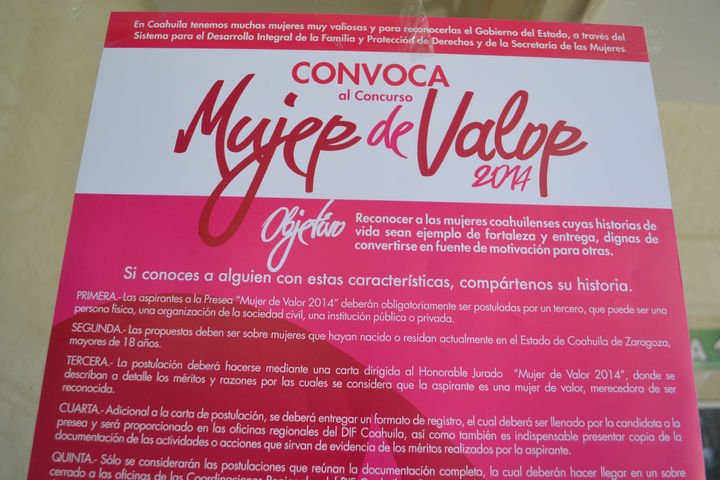 En Coahuila tenemos muchas mujeres muy valiosas y para reconocerlas el Gobierno del Estado, a través del
Sistema para el Desarrollo Integral de la Familia y Protección de Derechos y de la Secretaría de las Mujeres
CONVOCA
al Concurso
Mujer de Valor
2014
Objetivo
Reconocer a las mujeres coahuilenses cuyas historias de
vida sean ejemplo de fortaleza y entrega, dignas de
convertirse en fuente de motivación para otras.
Si conoces a alguien con estas características, compártenos su historia.
PRIMERA.- Las aspirantes a la Presea "Mujer de Valor 2014" deberán obligatoriamente ser postuladas por un tercero, que puede ser una
persona física, una organización de la sociedad civil, una institución pública o privada.
SEGUNDA.- Las propuestas deben ser sobre mujeres que hayan nacido o residan actualmente en el Estado de Coahuila de Zaragoza,
mayores de 18 años.
TERCERA.- La postulación deberá hacerse mediante una carta dirigida al Honorable Jurado "Mujer de Valor 2014", donde se
describan a detalle los méritos y razones por las cuales se considera que la aspirante es una mujer de valor, merecedora de ser
reconocida.
CUARTA.- Adicional a la carta de postulación, se deberá entregar un formato de registro, el cual deberá ser llenado por la candidata a la
presea y será proporcionado en las oficinas regionales del DIF Coahuila, así como también es indispensable presentar copia de la
documentación de las actividades o acciones que sirvan de evidencia de los méritos realizados por la aspirante.
QUINTA.- Sólo se considerarán las postulaciones que reúnan la documentación completa, la cual deberán hacer llegar en un sobre
cerrado a las oficinas de las Coordinaciones Regionales del DIF